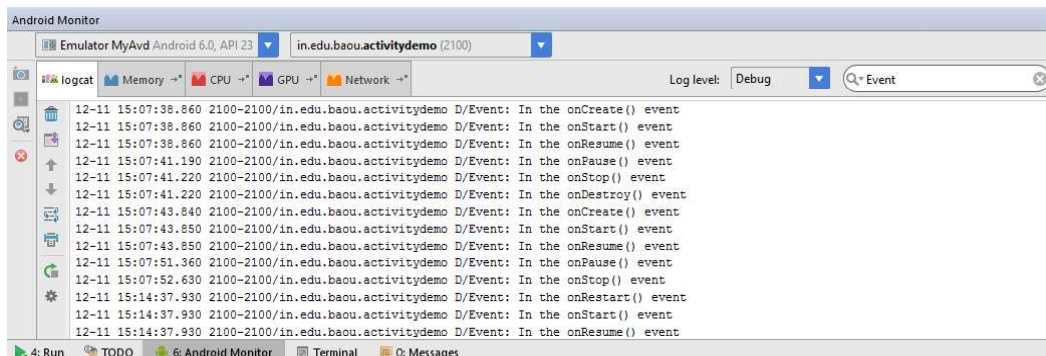 Android Monitor
Emulator MyAvd Android 6.0, API 23 in.edu.baou.activitydemo (2100)
logcat Memory CPU GPU Network Log level: Debug Event
12-11 15:07:38.860 2100-2100/in.edu.baou.activitydemo D/Event: In the onCreate() event
12-11 15:07:38.860 2100-2100/in.edu.baou.activitydemo D/Event: In the onStart() event
12-11 15:07:38.860 2100-2100/in.edu.baou.activitydemo D/Event: In the onResume() event
12-11 15:07:41.190 2100-2100/in.edu.baou.activitydemo D/Event: In the onPause() event
12-11 15:07:41.220 2100-2100/in.edu.baou.activitydemo D/Event: In the onStop() event
12-11 15:07:41.220 2100-2100/in.edu.baou.activitydemo D/Event: In the onDestroy() event
12-11 15:07:43.840 2100-2100/in.edu.baou.activitydemo D/Event: In the onCreate() event
12-11 15:07:43.850 2100-2100/in.edu.baou.activitydemo D/Event: In the onStart() event
12-11 15:07:43.850 2100-2100/in.edu.baou.activitydemo D/Event: In the onResume() event
12-11 15:07:51.360 2100-2100/in.edu.baou.activitydemo D/Event: In the onPause() event
12-11 15:07:52.630 2100-2100/in.edu.baou.activitydemo D/Event: In the onStop() event
12-11 15:14:37.930 2100-2100/in.edu.baou.activitydemo D/Event: In the onRestart() event
12-11 15:14:37.930 2100-2100/in.edu.baou.activitydemo D/Event: In the onStart() event
12-11 15:14:37.930 2100-2100/in.edu.baou.activitydemo D/Event: In the onResume() event
4: Run TODO 6: Android Monitor Terminal 0: Messages